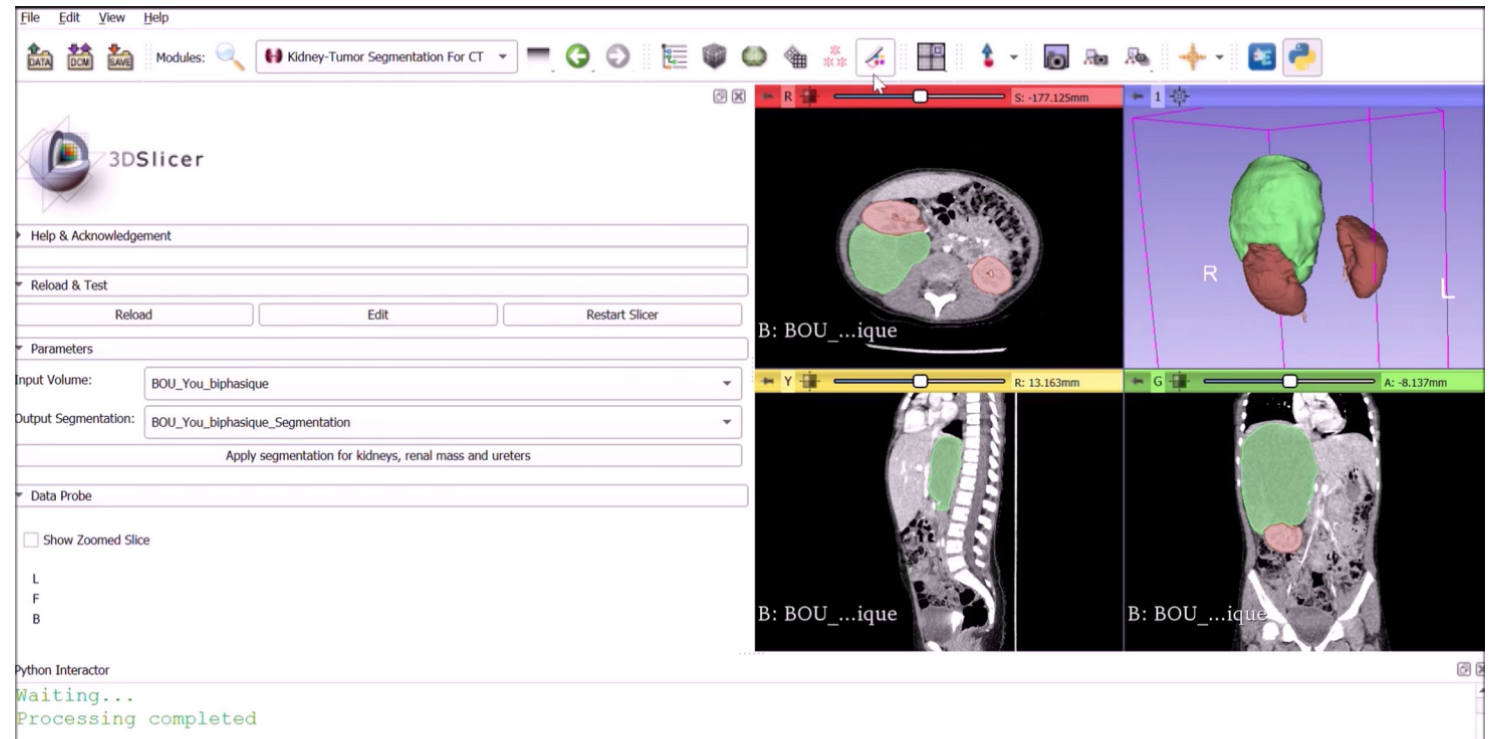 File Edit View Help
DATA DCM SAVE Modules: Kidney-Tumor Segmentation For CT
3DSlicer
Help & Acknowledgement
Reload & Test
Reload Edit Restart Slicer
Parameters
Input Volume: BOU_You_biphasique
Output Segmentation: BOU_You_biphasique_Segmentation
Apply segmentation for kidneys, renal mass and ureters
Data Probe
Show Zoomed Slice
L
F
B
R S: -177.125mm
B: BOU_...ique
1
R L
Y R: 13.163mm
B: BOU_...ique
G A: -8.137mm
B: BOU_...ique
Python Interactor
Waiting...
Processing completed